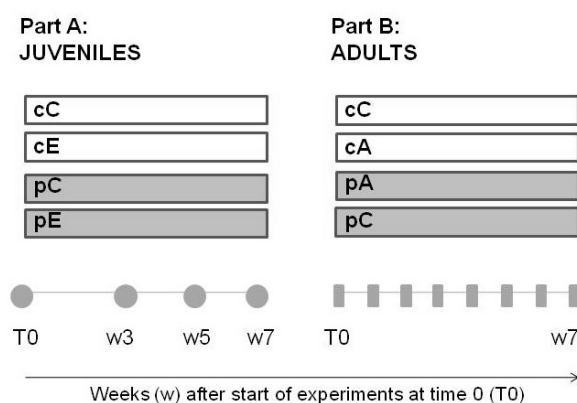 Part A:
JUVENILES
cC
cE
pC
pE
T0 w3 w5 w7
Part B:
ADULTS
cC
cA
pA
pC
T0 w7
Weeks (w) after start of experiments at time 0 (T0)